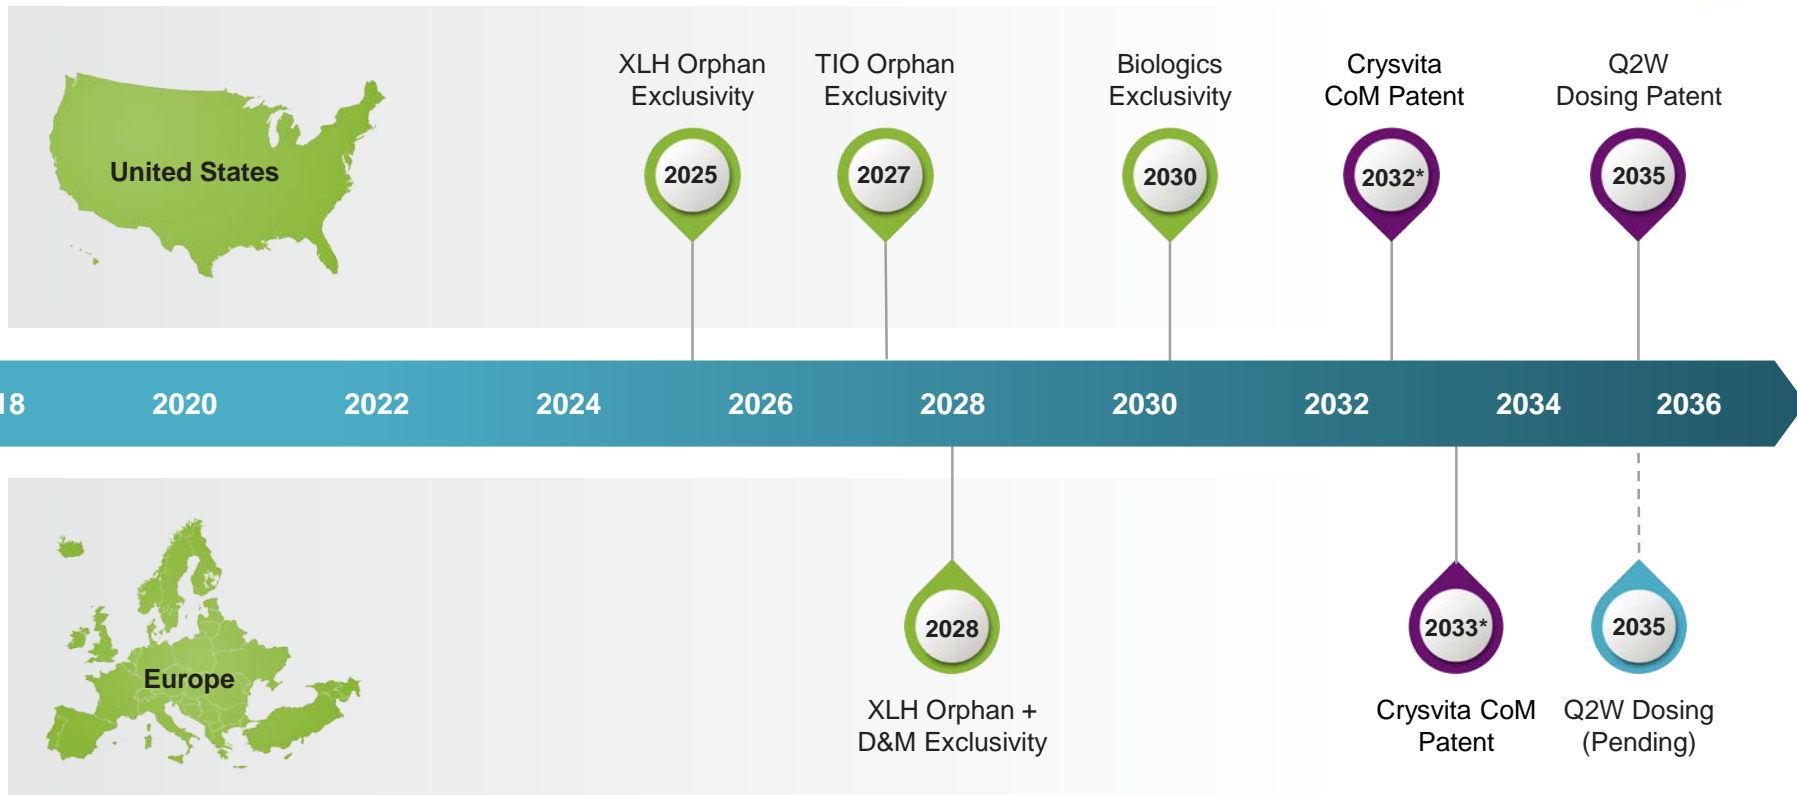 XLH Orphan
Exclusivity
TIO Orphan
Exclusivity
Biologics
Exclusivity
Crysvita
CoM Patent
Q2W
Dosing Patent
United States
2025
2027
2030
2032*
2035
18 2020 2022 2024 2026 2028 2030 2032 2034 2036
Europe
2028
2033*
2035
XLH Orphan +
D&M Exclusivity
Crysvita CoM
Patent
Q2W Dosing
(Pending)